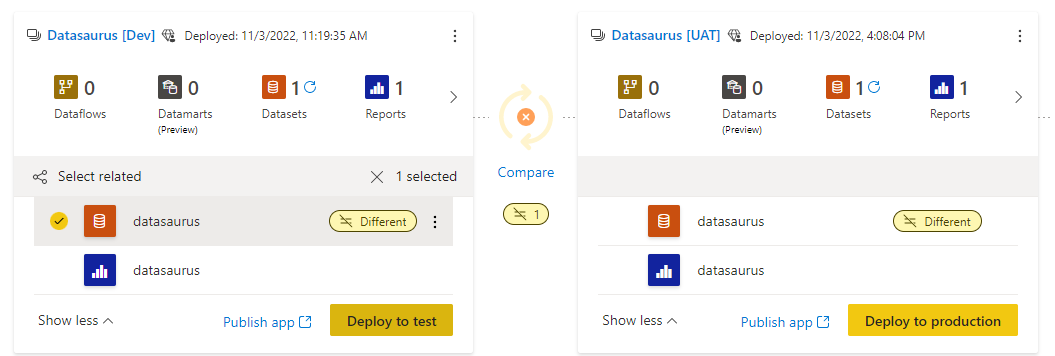 Datasaurus [Dev] Deployed: 11/3/2022, 11:19:35 AM
0 0 1 1
Dataflows Datamarts Datasets Reports
(Preview)
Select related 1 selected
datasaurus Different
datasaurus
Show less Publish app Deploy to test
Compare
1
Datasaurus [UAT] Deployed: 11/3/2022, 4:08:04 PM
0 0 1 1
Dataflows Datamarts Datasets Reports
(Preview)
datasaurus Different
datasaurus
Show less Publish app Deploy to production